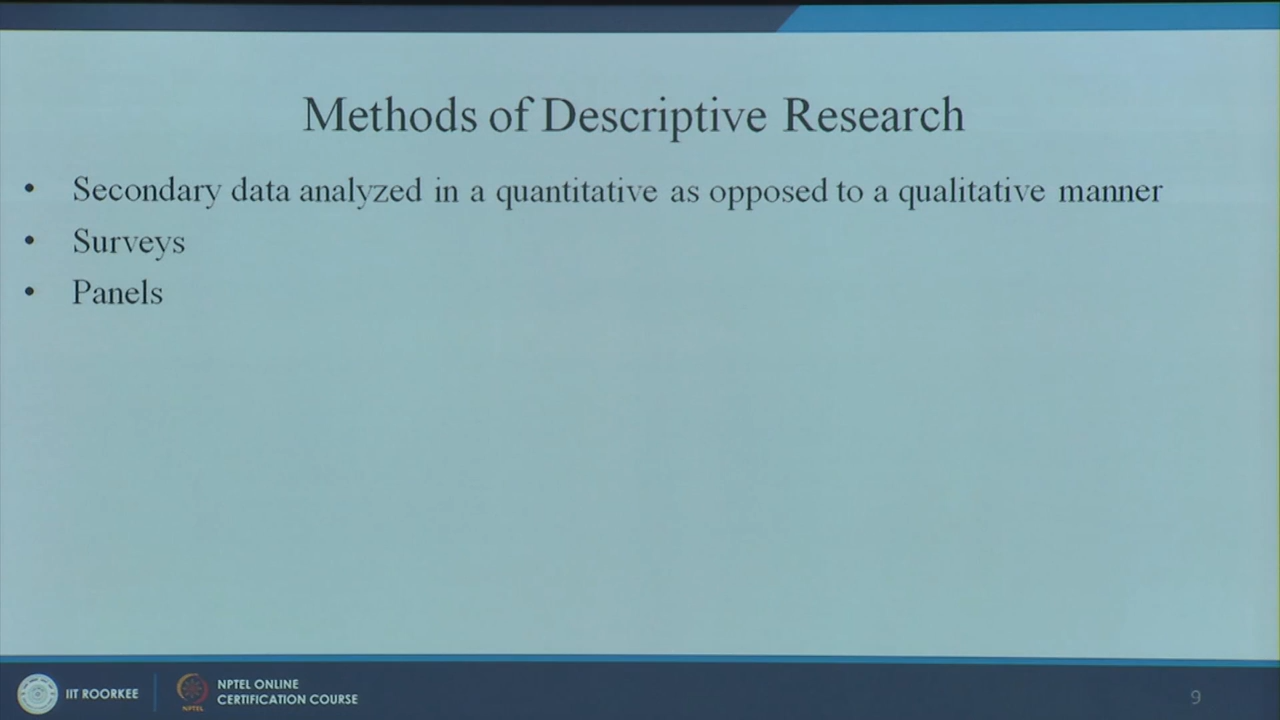 Methods of Descriptive Research
• Secondary data analyzed in a quantitative as opposed to a qualitative manner
• Surveys
• Panels
IIT ROORKEE
NPTEL ONLINE
CERTIFICATION COURSE
NPTEL
9